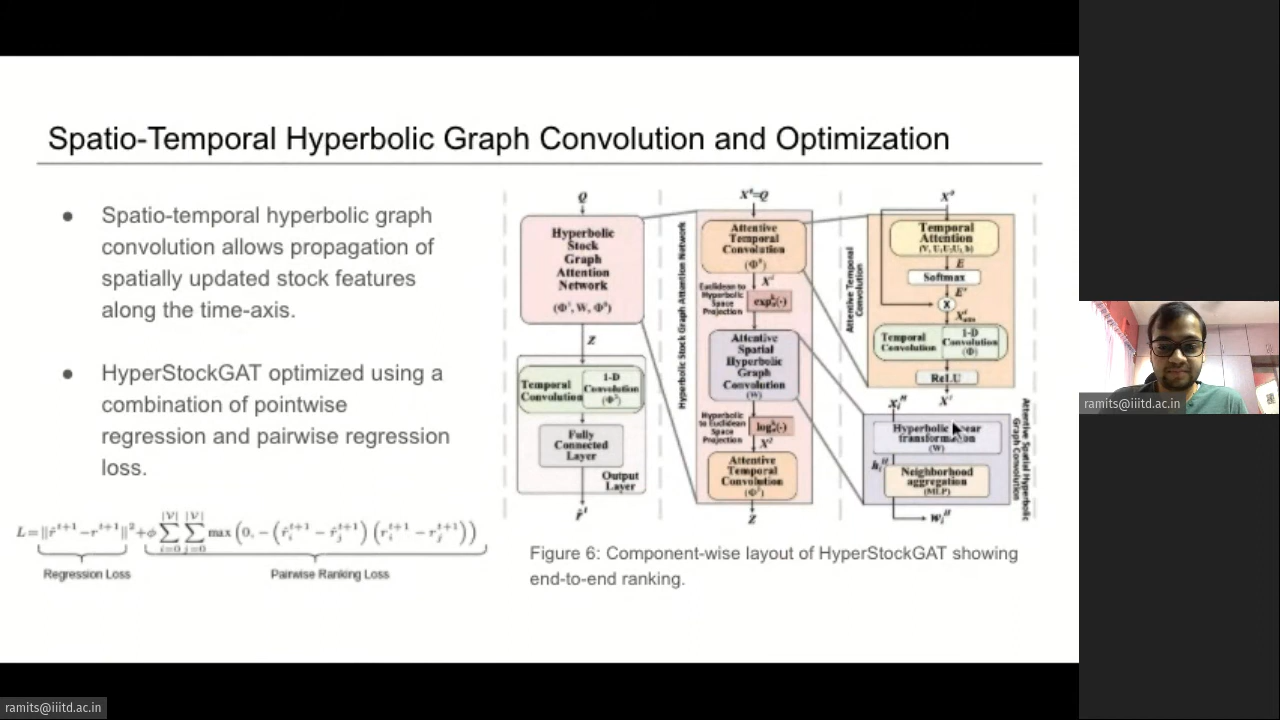 Spatio-Temporal Hyperbolic Graph Convolution and Optimization
● Spatio-temporal hyperbolic graph
convolution allows propagation of
spatially updated stock features
along the time-axis.
● HyperStockGAT optimized using a
combination of pointwise
regression and pairwise regression
loss.
Regression Loss
Pairwise Ranking Loss
Q
Hyperbolic
Stock
Graph
Attention
Network
Z
Temporal
Convolution
1-D
Convolution
Fully
Connected
Layer
Output
Layer
Hyperbolic Stock Graph Attention Network
Attentive
Temporal
Convolution
Euclidean to
Hyperbolic
Space
Projection
Attentive
Spatial
Hyperbolic
Graph
Convolution
(W)
Hyperbolic
to Euclidean
Space
Projection
Attentive
Temporal
Convolution
Z
Attentive Temporal
Convolution
Temporal
Attention
E
Softmax
Temporal
Convolution
1-D
Convolution
(Φ)
ReLU
Hyperbolic
(W)
Neighborhood
aggregation
(MLP)
Attentive Spatial Hyperbolic
Graph Convolution
Figure 6: Component-wise layout of HyperStockGAT showing
end-to-end ranking.
ramits@iiitd.ac.in
ramits@iiitd.ac.in